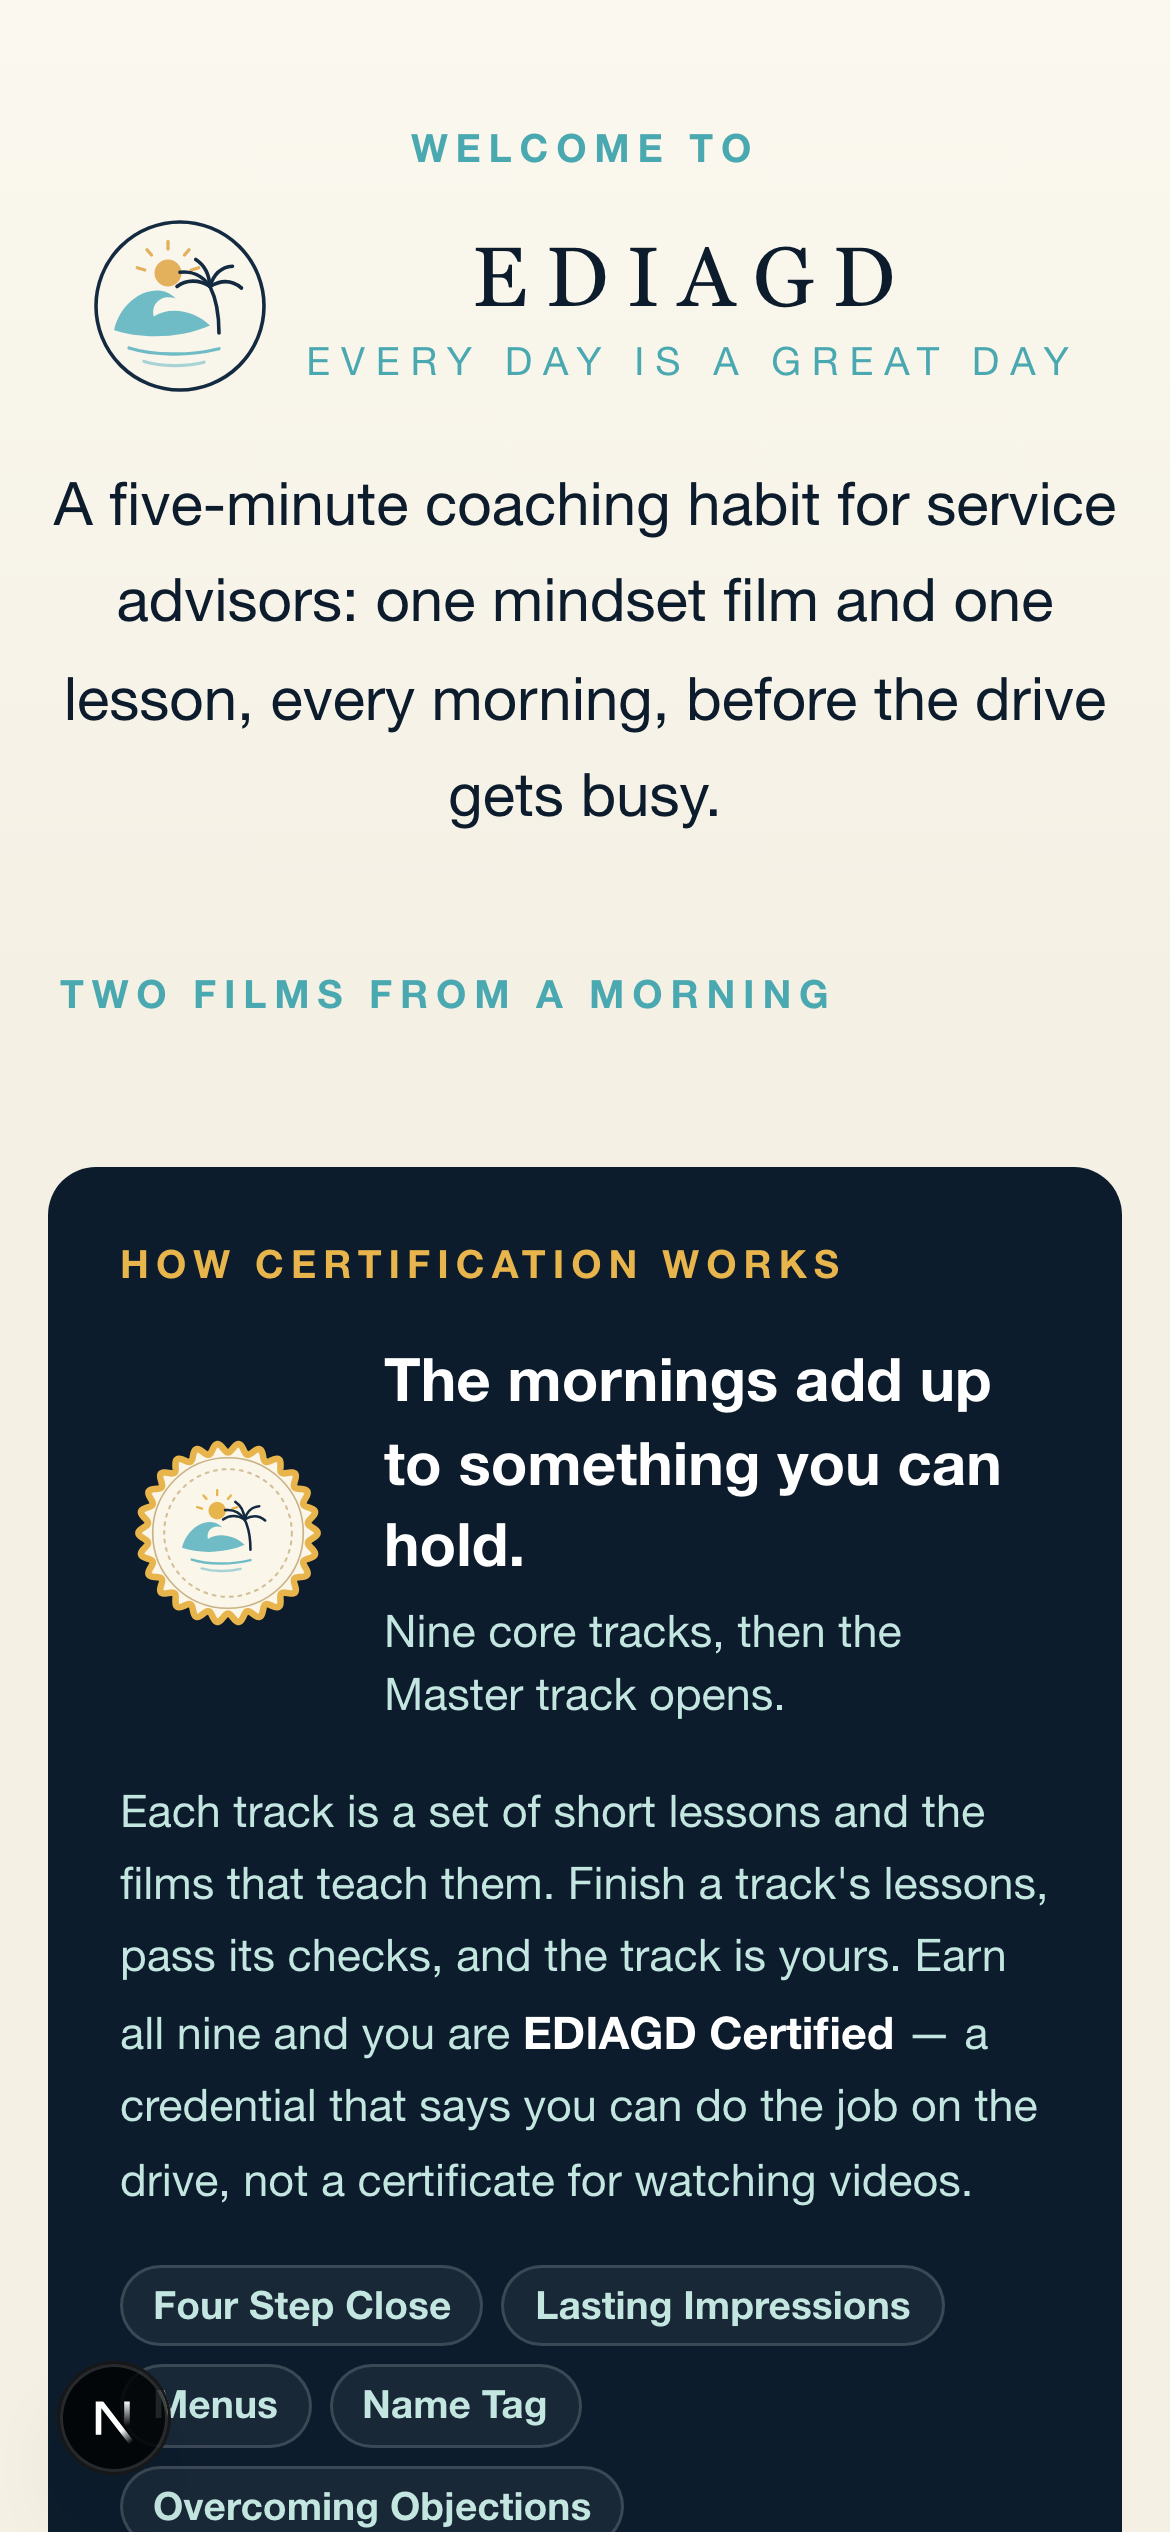 WELCOME TO
EDIAGD
EVERY DAY IS A GREAT DAY
A five-minute coaching habit for service
advisors: one mindset film and one
lesson, every morning, before the drive
gets busy.
TWO FILMS FROM A MORNING
HOW CERTIFICATION WORKS
The mornings add up
to something you can
hold.
Nine core tracks, then the
Master track opens.
Each track is a set of short lessons and the
films that teach them. Finish a track's lessons,
pass its checks, and the track is yours. Earn
all nine and you are EDIAGD Certified — a
credential that says you can do the job on the
drive, not a certificate for watching videos.
Four Step Close
Lasting Impressions
N
Menus
Name Tag
Overcoming Objections